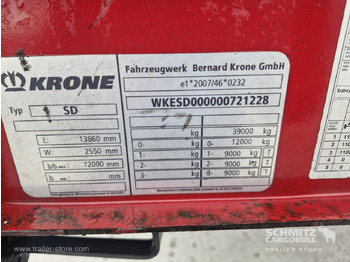 KRONE
Typ SD
l: 13860 mm
W: 2550 mm
12000 mm
b: mm
Fahrzeugwerk Bernard Krone GmbH
e1*2007/46*0232
WKESD000000721228
kg 39000 kg
0- kg 0- 12000 kg
1- kg 1- 9000 kg
2- kg 2- 9000 kg
3- kg 3- 9000 kg
© www.trailer-store.com
SCHMITZ
CARGOBULL
TRAILER STORE